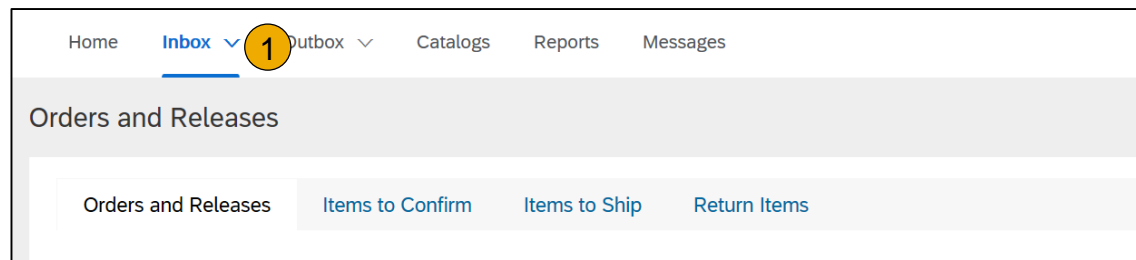 Home Inbox 1 Outbox Catalogs Reports Messages
Orders and Releases
Orders and Releases Items to Confirm Items to Ship Return Items